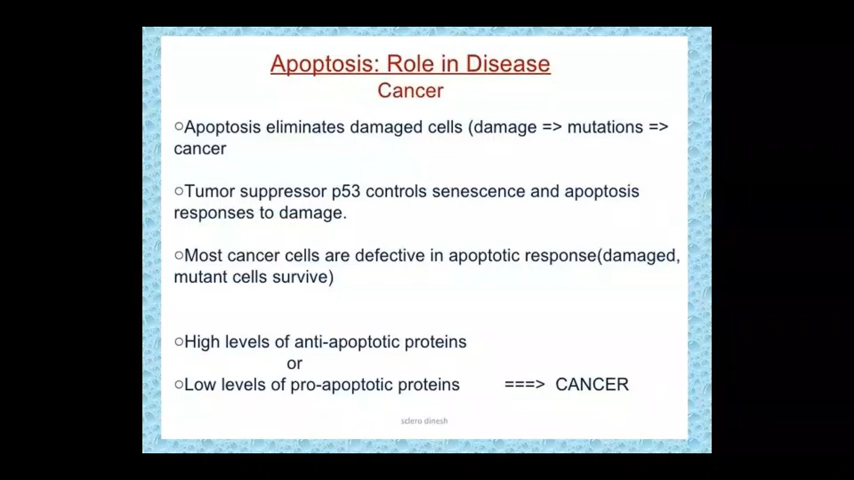 Apoptosis: Role in Disease
Cancer
○Apoptosis eliminates damaged cells (damage => mutations =>
cancer
○Tumor suppressor p53 controls senescence and apoptosis
responses to damage.
○Most cancer cells are defective in apoptotic response(damaged,
mutant cells survive)
○High levels of anti-apoptotic proteins
or
○Low levels of pro-apoptotic proteins ===> CANCER
sclero dinesh